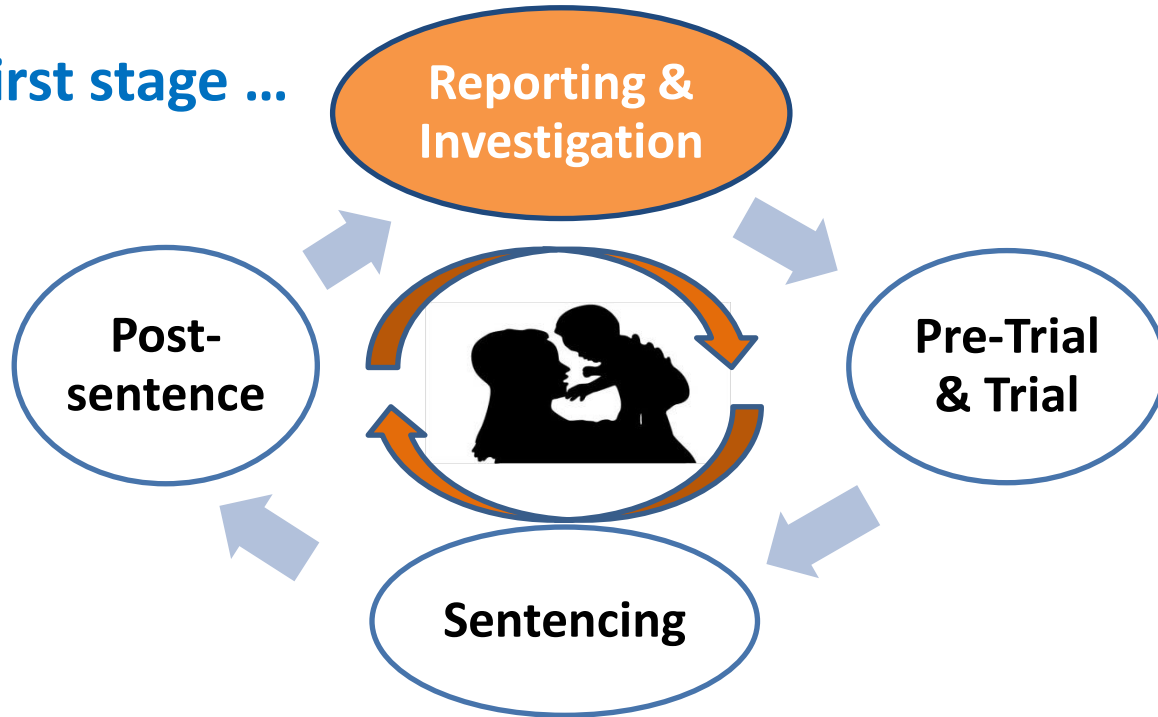 irst stage ...
Reporting &
Investigation
Post-
sentence
Pre-Trial
& Trial
Sentencing